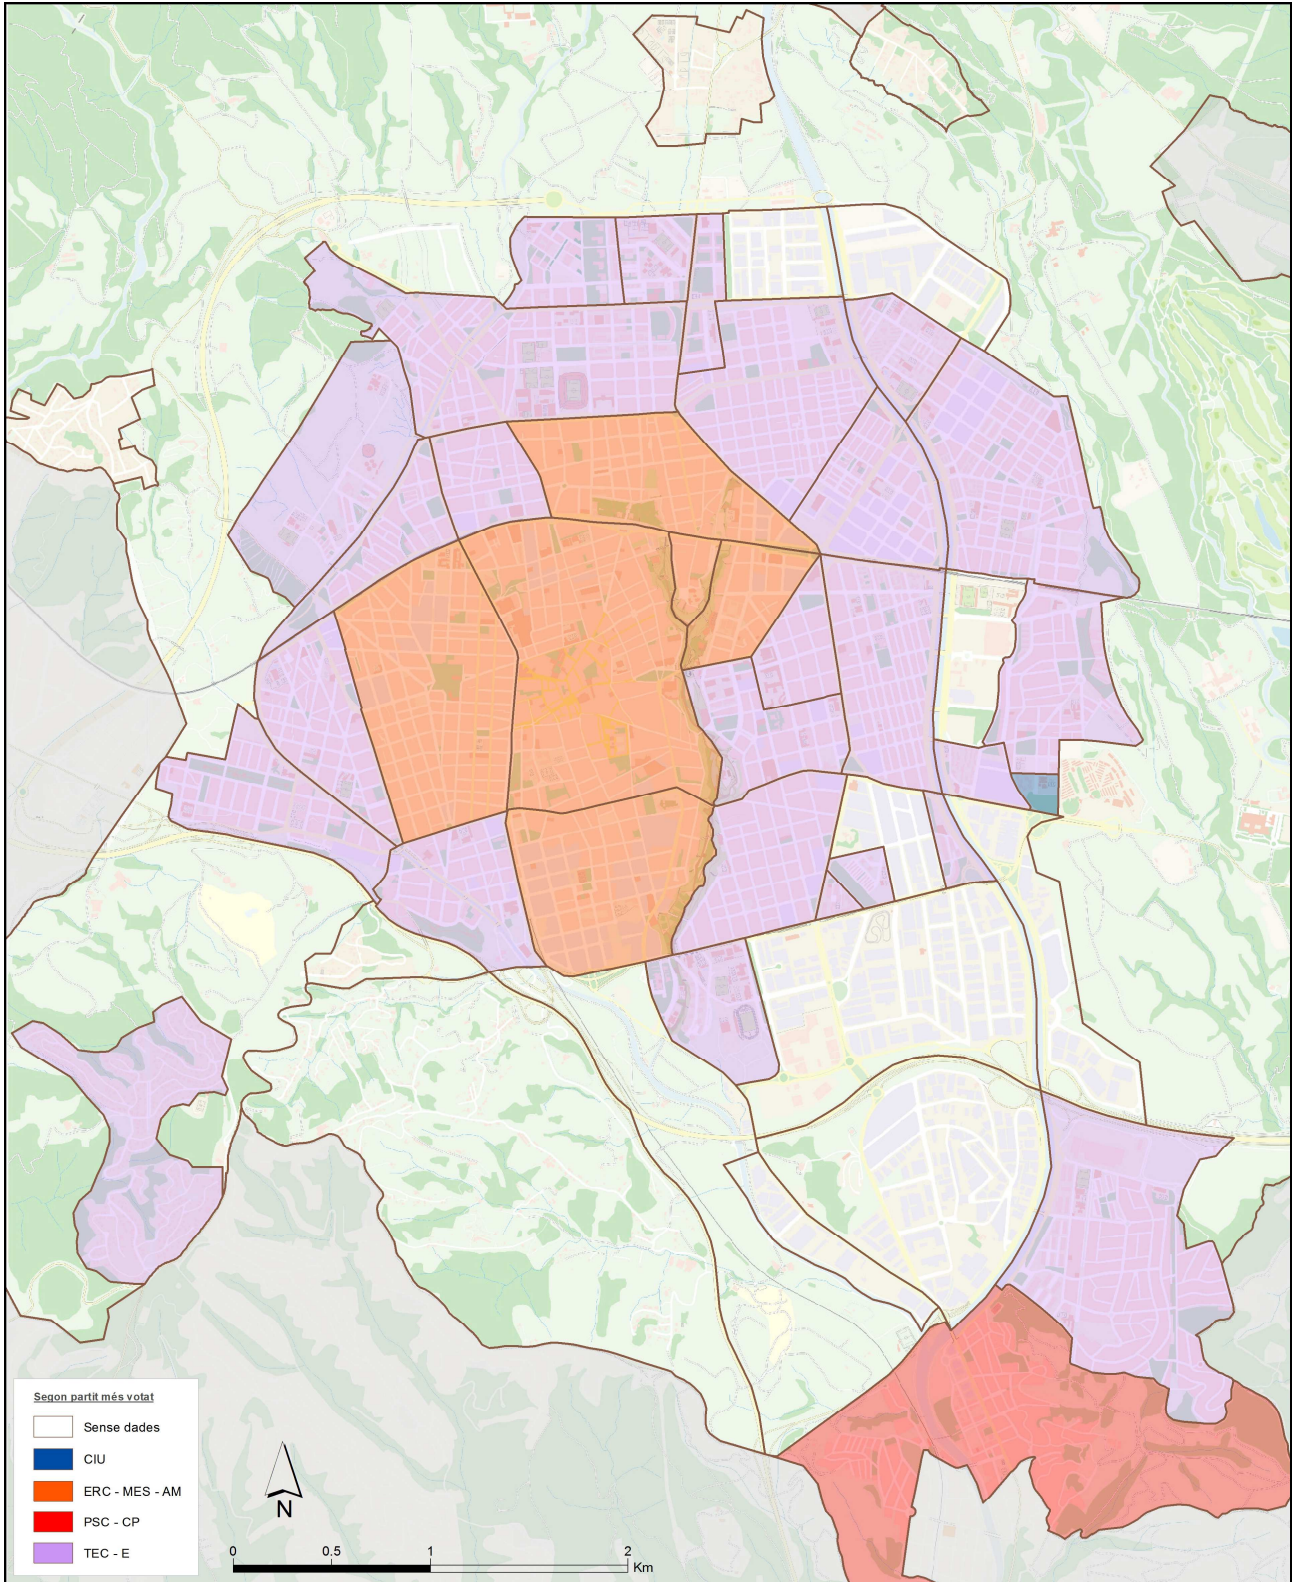 Segon partit més votat
Sense dades
CIU
ERC - MES - AM
PSC - CP
TEC - E
N
0 0.5 1 2
Km